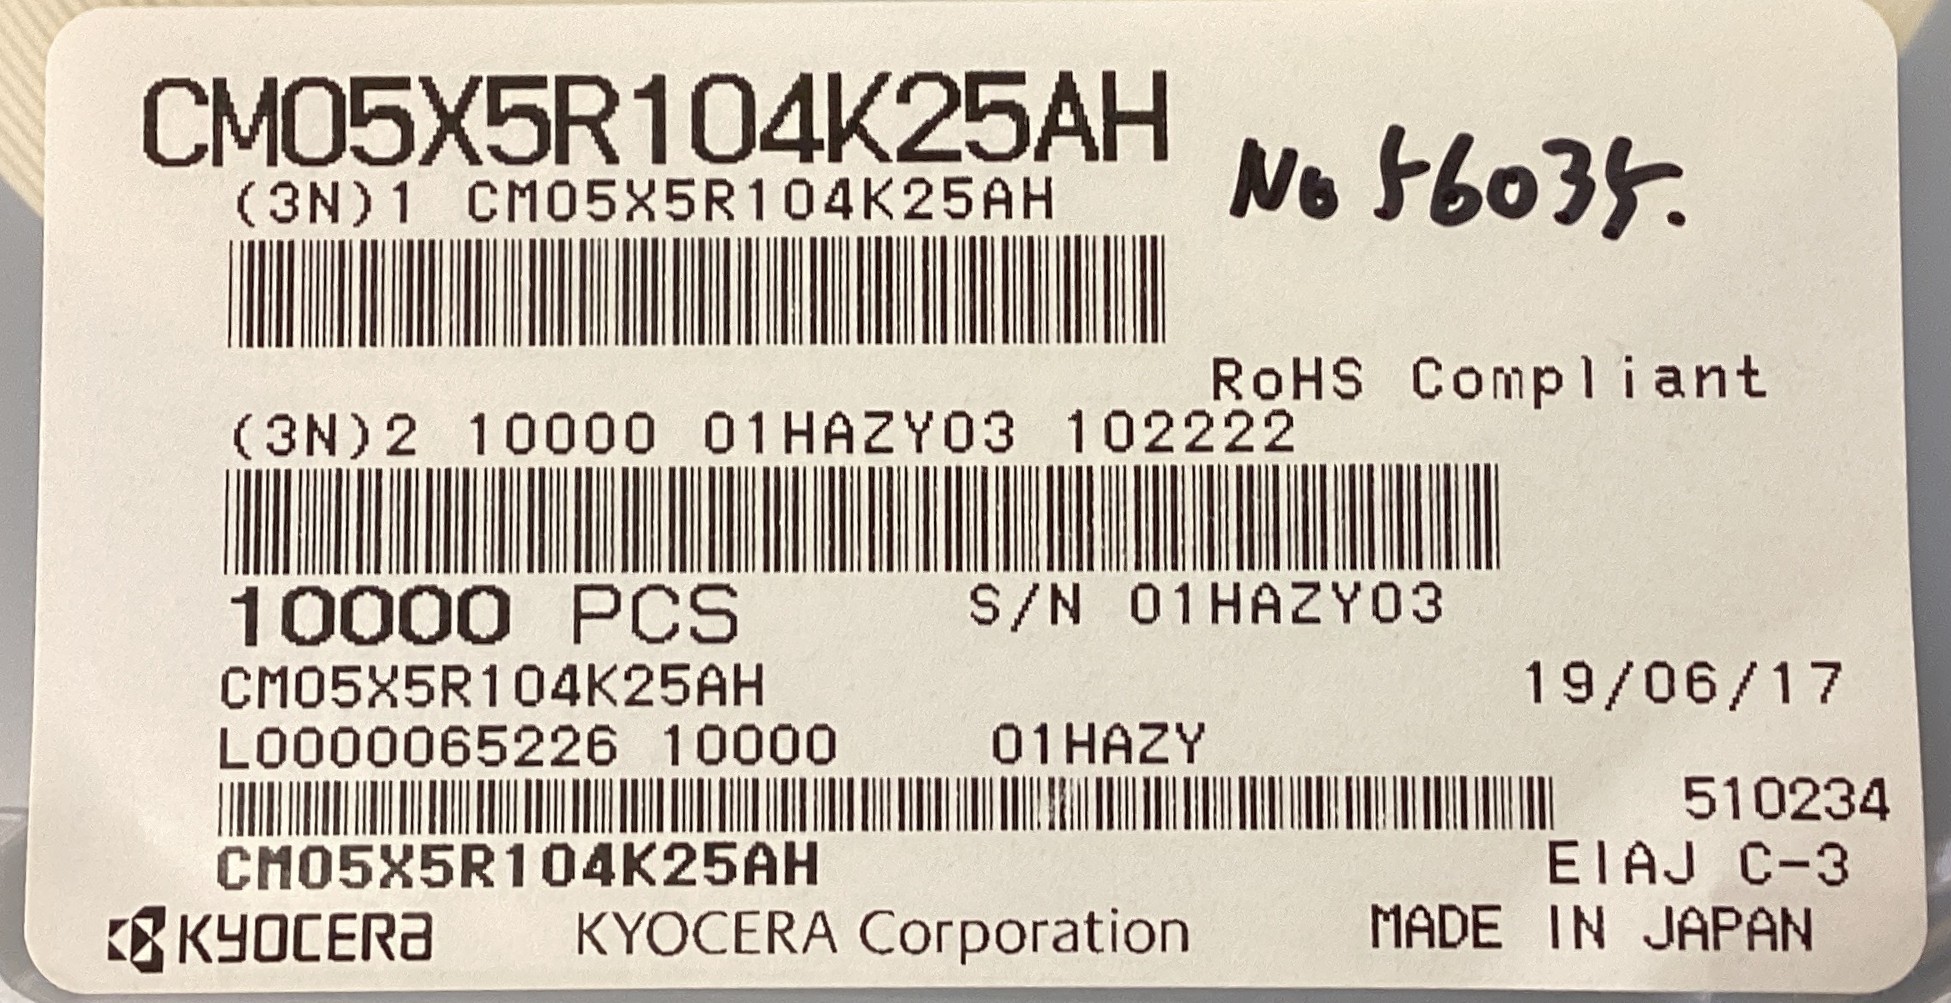 CM05X5R104K25AH
(3N)1 CM05X5R104K25AH
No 56035.
RoHS Compliant
(3N)2 10000 01HAZY03 102222
10000 PCS S/N 01HAZY03
CM05X5R104K25AH 19/06/17
L0000065226 10000 01HAZY
510234
CM05X5R104K25AH EIAJ C-3
KYOCERA KYOCERA Corporation MADE IN JAPAN